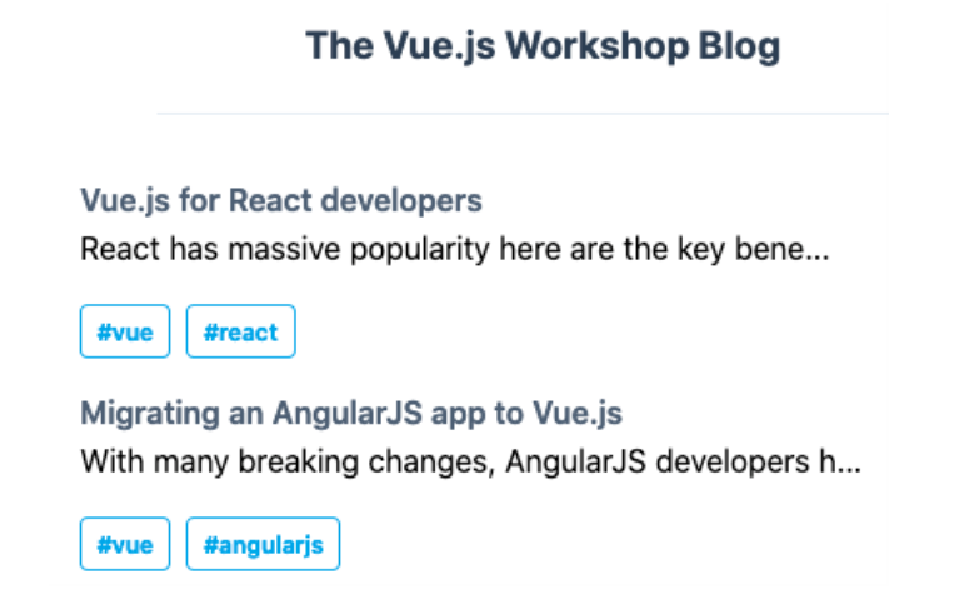 The Vue.js Workshop Blog
Vue.js for React developers
React has massive popularity here are the key bene...
#vue #react
Migrating an AngularJS app to Vue.js
With many breaking changes, AngularJS developers h...
#vue #angularjs